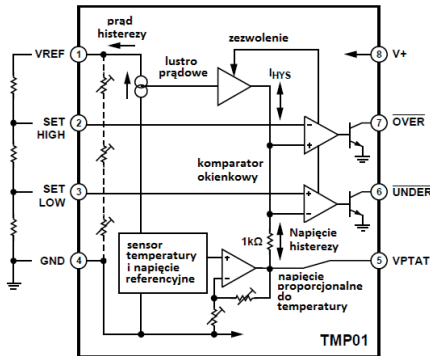 prąd
histerezy
zezwolenie
VREF
1
8
V+
lustro
prądowe
IHYS
SET
HIGH
2
7
OVER
komparator
okienkowy
SET
LOW
3
6
UNDER
1kΩ
Napięcie
histerezy
sensor
temperatury
i napięcie
referencyjne
GND
4
5
VPTAT
napięcie
proporcjonalne
do
temperatury
TMP01